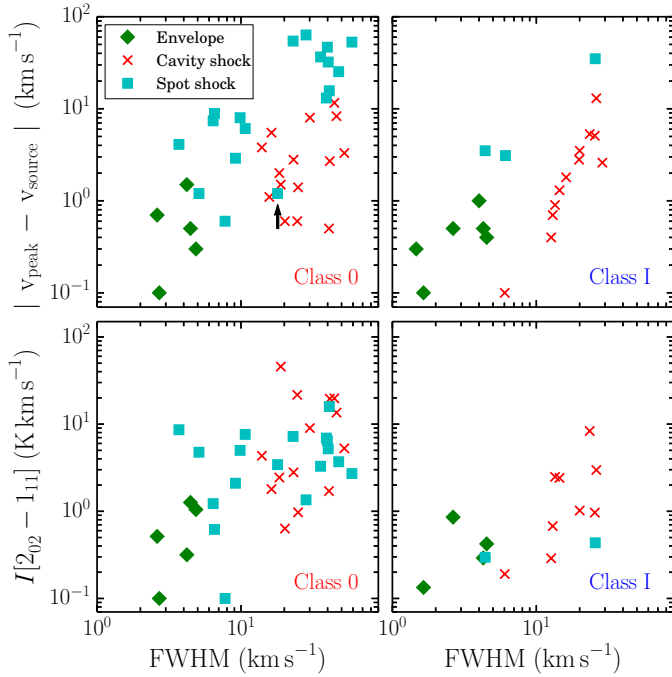 | v_peak − v_source | (km s⁻¹)
10²
10¹
10⁰
10⁻¹
Envelope
Cavity shock
Spot shock
Class 0
Class I
I[2₀₂ − 1₁₁] (K km s⁻¹)
10²
10¹
10⁰
10⁻¹
Class 0
Class I
10⁰
10¹
10⁰
10¹
FWHM (km s⁻¹)
FWHM (km s⁻¹)